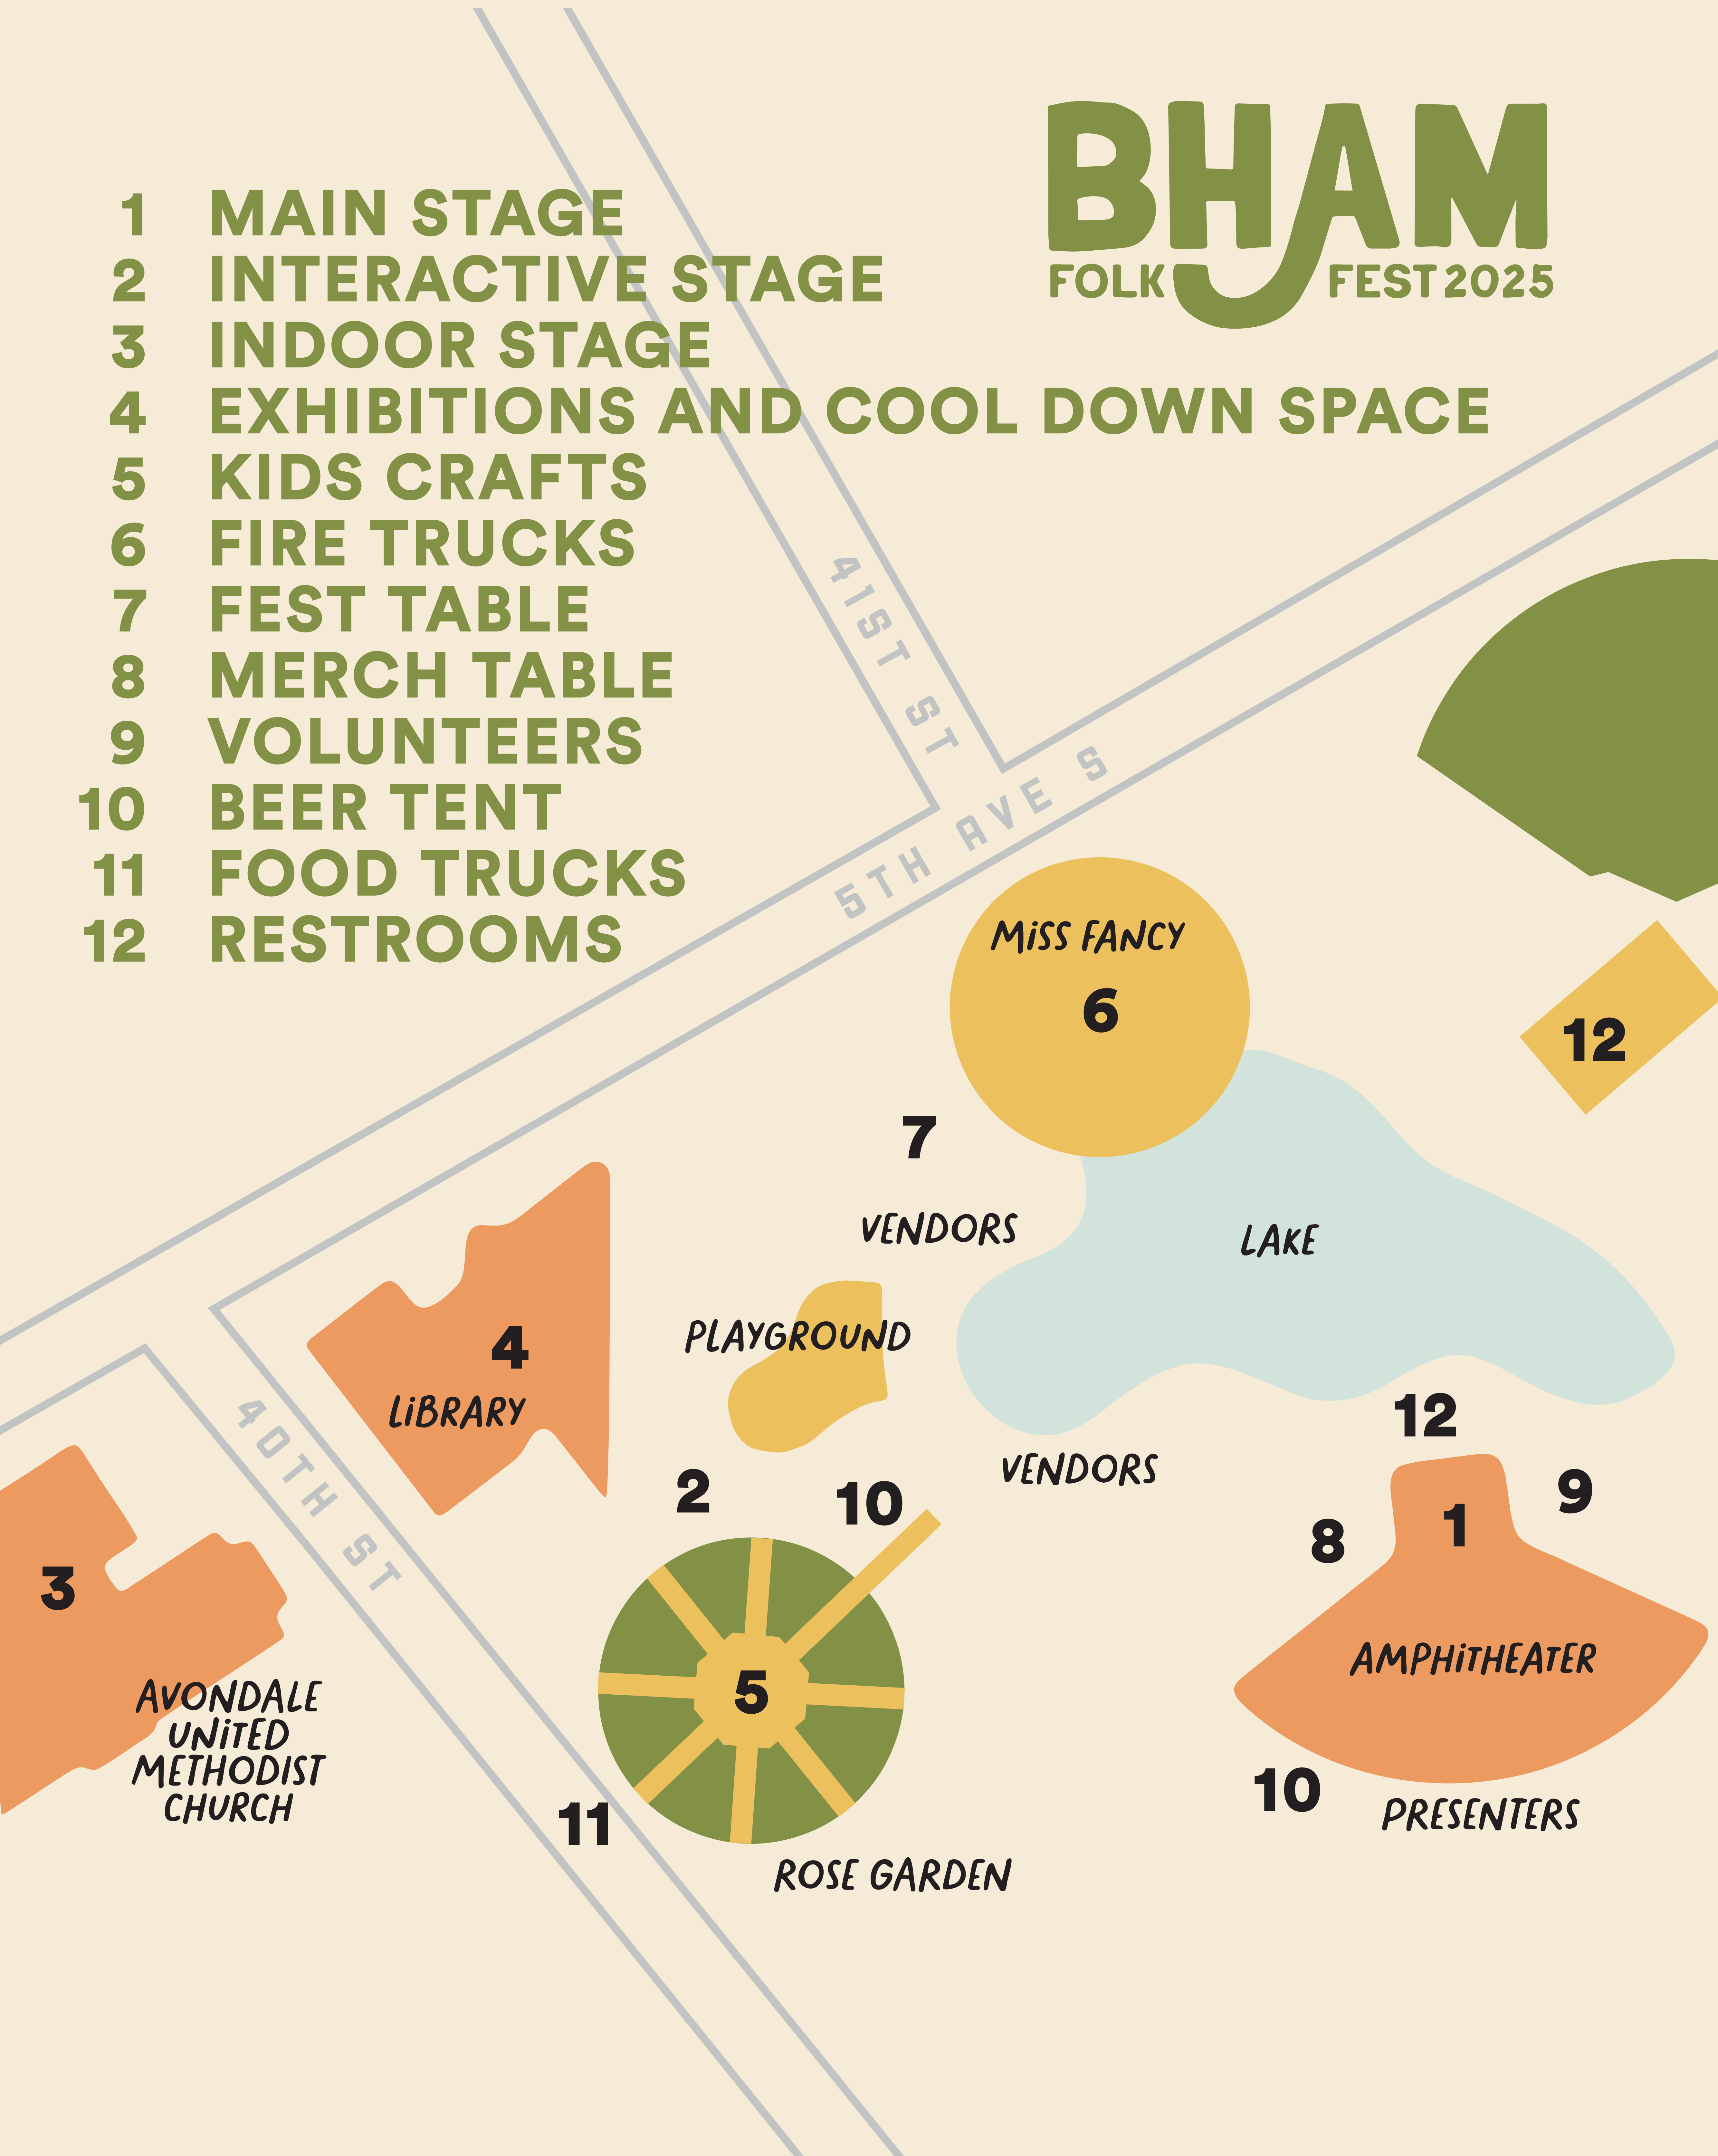 BHAM
FOLK FEST 2025
1 MAIN STAGE
2 INTERACTIVE STAGE
3 INDOOR STAGE
4 EXHIBITIONS AND COOL DOWN SPACE
5 KIDS CRAFTS
6 FIRE TRUCKS
7 FEST TABLE
8 MERCH TABLE
9 VOLUNTEERS
10 BEER TENT
11 FOOD TRUCKS
12 RESTROOMS
41ST ST
5TH AVE S
MISS FANCY
6
12
7
VENDORS
LAKE
PLAYGROUND
4
LIBRARY
40TH ST
12
VENDORS
2
10
9
1
8
3
AMPHITHEATER
5
AVONDALE
UNITED
METHODIST
CHURCH
10
PRESENTERS
11
ROSE GARDEN